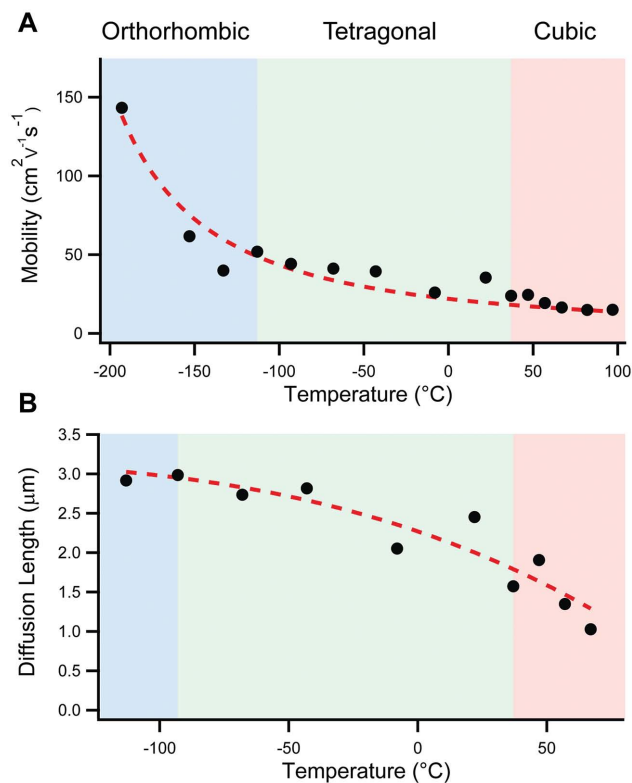 A
Orthorhombic Tetragonal Cubic
Mobility (cm²V⁻¹s⁻¹)
150
100
50
0
-200 -150 -100 -50 0 50 100
Temperature (°C)
B
Diffusion Length (μm)
3.5
3.0
2.5
2.0
1.5
1.0
0.5
0.0
-100 -50 0 50
Temperature (°C)